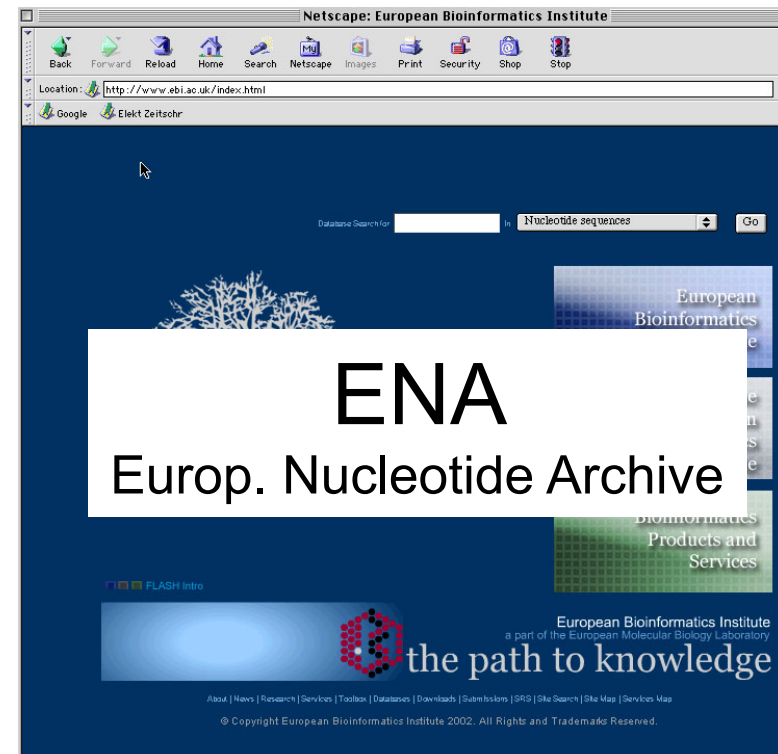 Netscape: European Bioinformatics Institute
Back Forward Reload Home Search Netscape Images Print Security Shop Stop
Location: http://www.ebi.ac.uk/index.html
Google Elekt Zeitschr
Database Search for In Nucleotide sequences Go
European
Bioinformatics
e
ENA
Europ. Nucleotide Archive
e
n
s
e
Bioinformatics
Products and
Services
FLASH Intro
European Bioinformatics Institute
a part of the European Molecular Biology Laboratory
the path to knowledge
About | News | Research | Services | Toolbox | Databases | Downloads | Submissions | SRS | Site Search | Site Map | Services Map
© Copyright European Bioinformatics Institute 2002. All Rights and Trademarks Reserved.